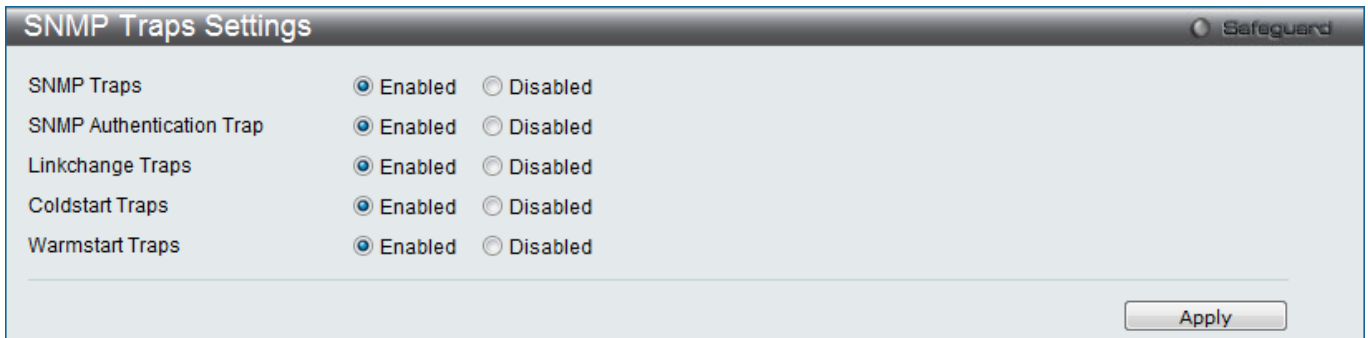 SNMP Traps Settings Safeguard
SNMP Traps Enabled Disabled
SNMP Authentication Trap Enabled Disabled
Linkchange Traps Enabled Disabled
Coldstart Traps Enabled Disabled
Warmstart Traps Enabled Disabled
Apply